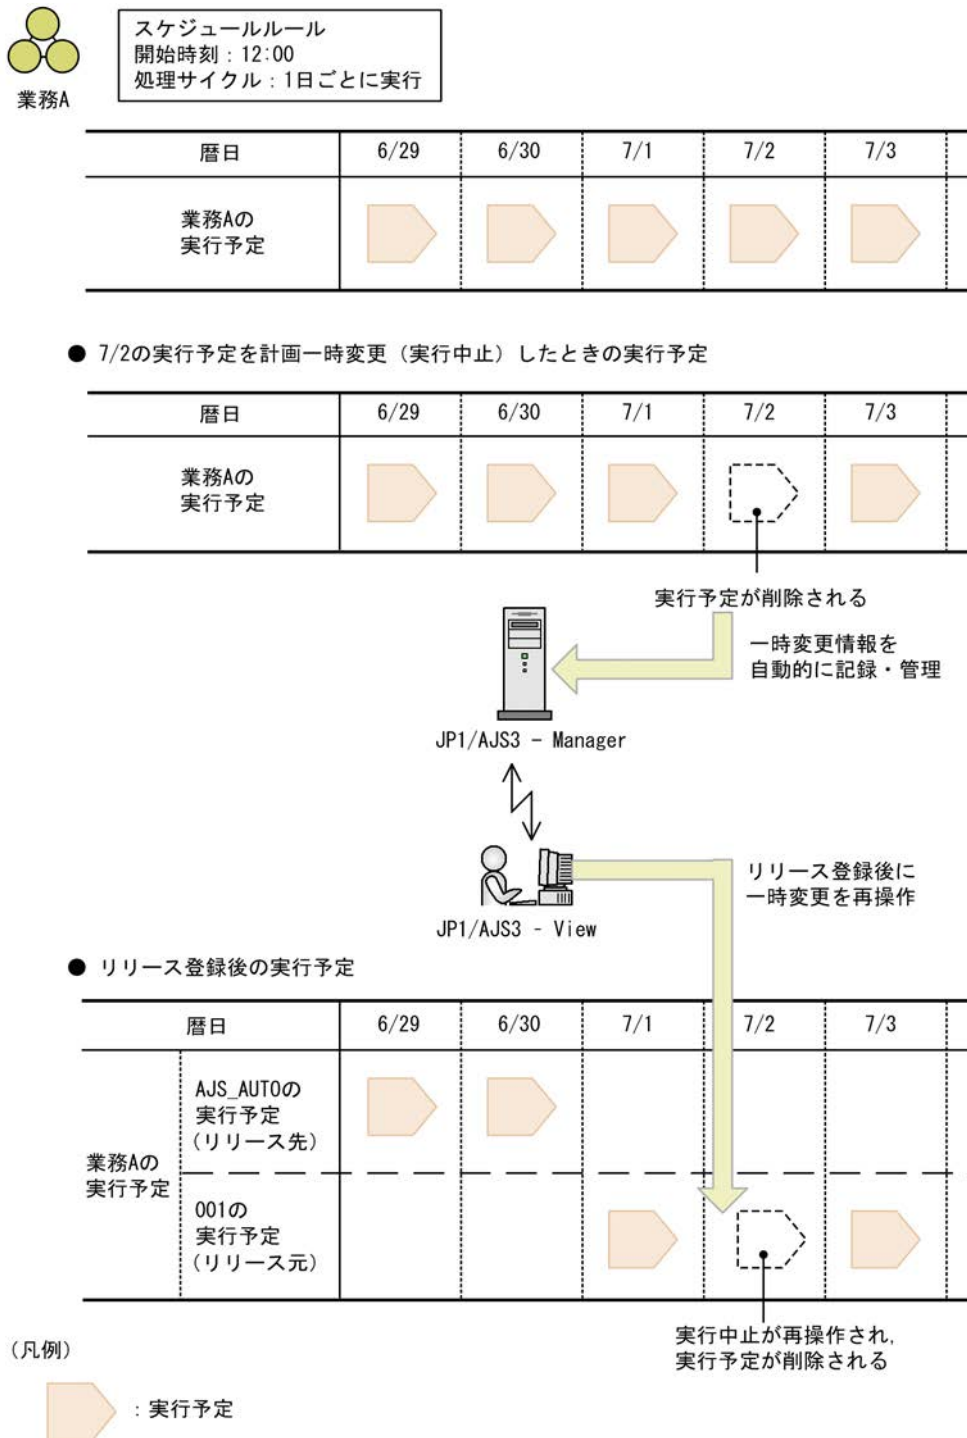 スケジュールルール
開始時刻：12:00
処理サイクル：1日ごとに実行
業務A
暦日 6/29 6/30 7/1 7/2 7/3
業務Aの
実行予定
● 7/2の実行予定を計画一時変更（実行中止）したときの実行予定
暦日 6/29 6/30 7/1 7/2 7/3
業務Aの
実行予定
実行予定が削除される
一時変更情報を
自動的に記録・管理
JP1/AJS3 - Manager
リリース登録後に
一時変更を再操作
JP1/AJS3 - View
● リリース登録後の実行予定
暦日 6/29 6/30 7/1 7/2 7/3
業務Aの
実行予定
AJS_AUTOの
実行予定
（リリース先）
001の
実行予定
（リリース元）
実行中止が再操作され，
実行予定が削除される
（凡例）
：実行予定